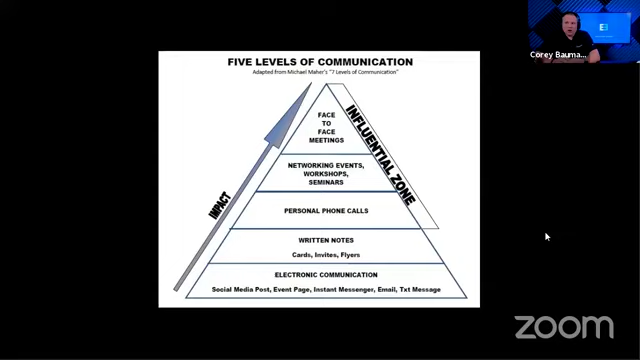 FIVE LEVELS OF COMMUNICATION
Adapted from Michael Maher's "7 Levels of Communication"
Corey Bauma...
FACE
TO
FACE
MEETINGS
INFLUENTIAL ZONE
NETWORKING EVENTS,
WORKSHOPS,
SEMINARS
IMPACT
PERSONAL PHONE CALLS
WRITTEN NOTES
Cards, Invites, Flyers
ELECTRONIC COMMUNICATION
Social Media Post, Event Page, Instant Messenger, Email, Txt Message
zoom